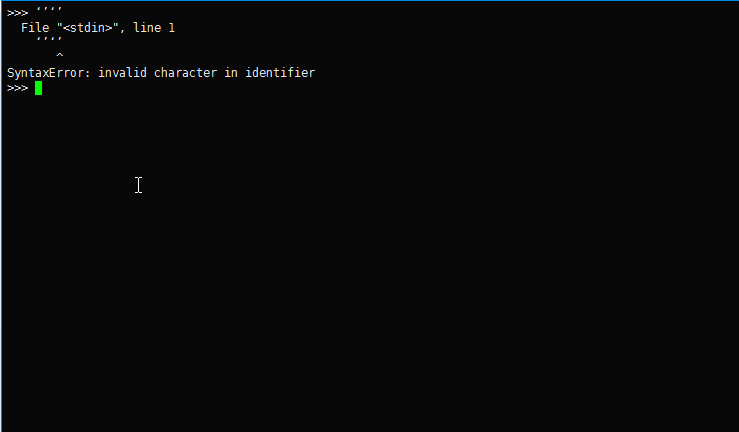 >>> ‘’‘’
  File "<stdin>", line 1
    ‘’‘’
       ^
SyntaxError: invalid character in identifier
>>>